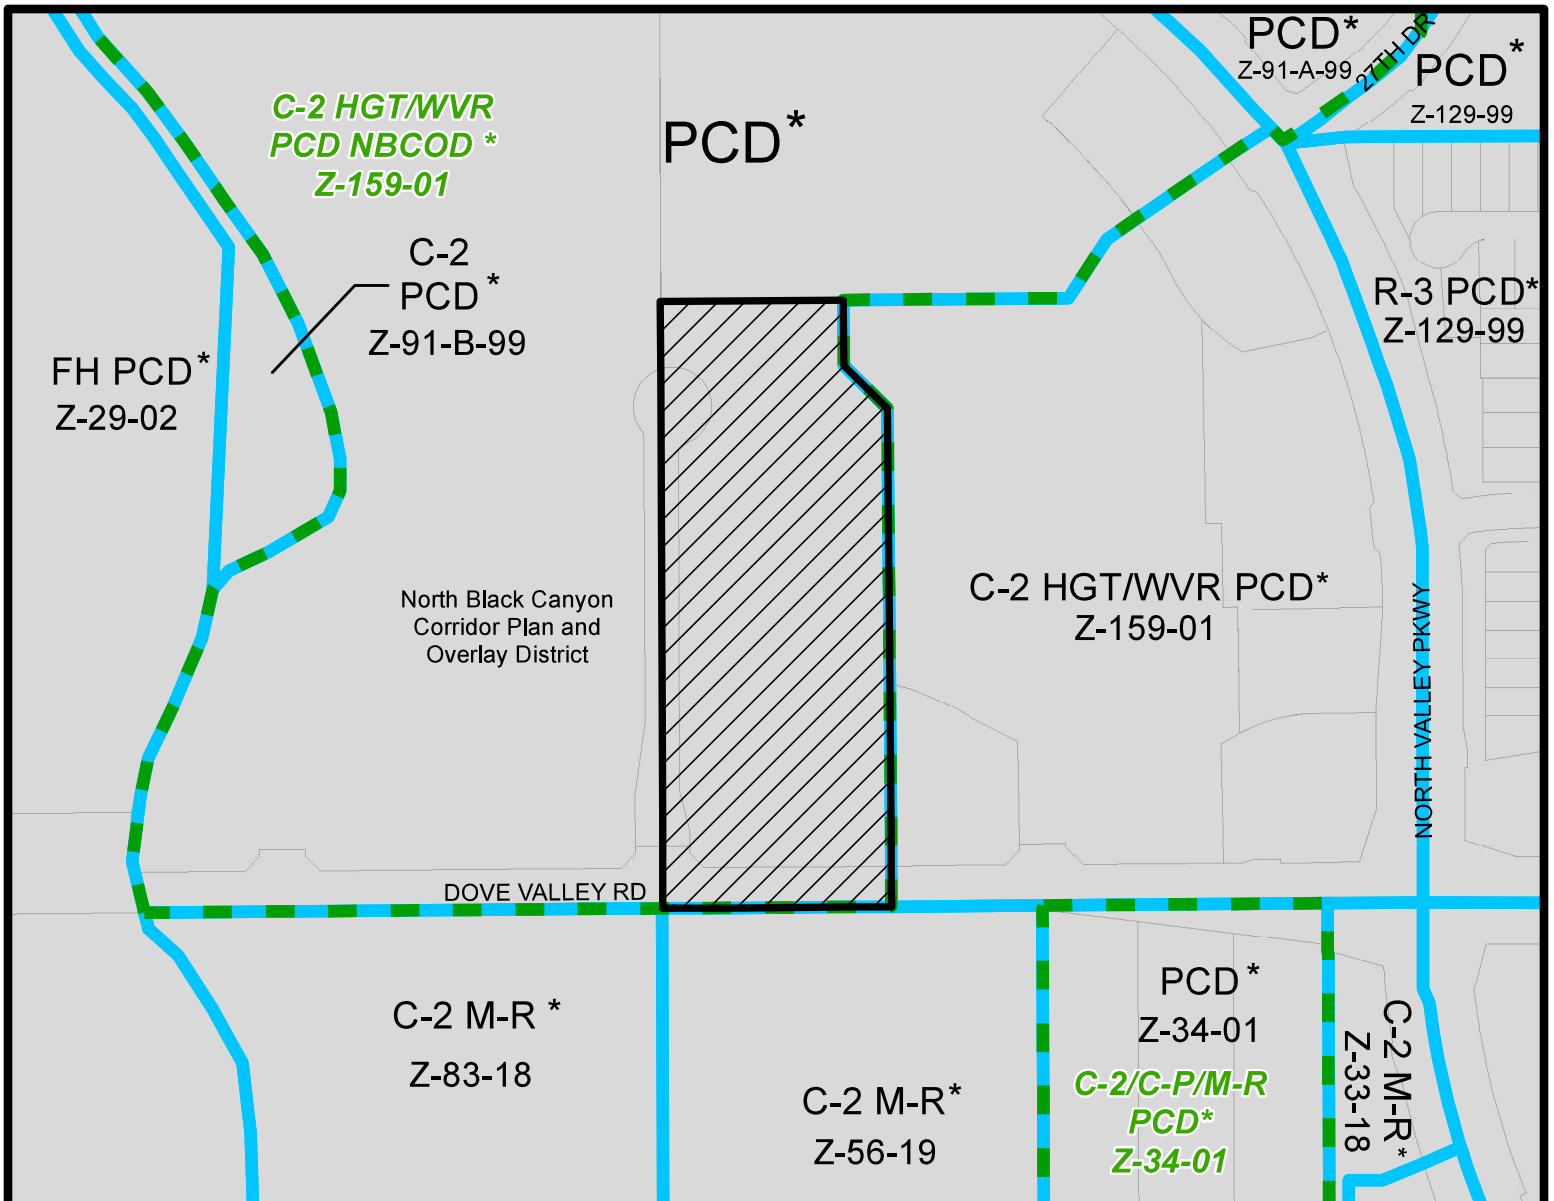 PCD*
Z-91-A-99
27TH DR
PCD*
Z-129-99
C-2 HGT/WVR
PCD NBCOD *
Z-159-01
PCD*
C-2
PCD *
Z-91-B-99
FH PCD*
Z-29-02
R-3 PCD*
Z-129-99
North Black Canyon
Corridor Plan and
Overlay District
C-2 HGT/WVR PCD*
Z-159-01
NORTH VALLEY PKWY
DOVE VALLEY RD
C-2 M-R *
Z-83-18
C-2 M-R*
Z-56-19
PCD *
Z-34-01
C-2/C-P/M-R
PCD*
Z-34-01
C-2 M-R*
Z-33-18